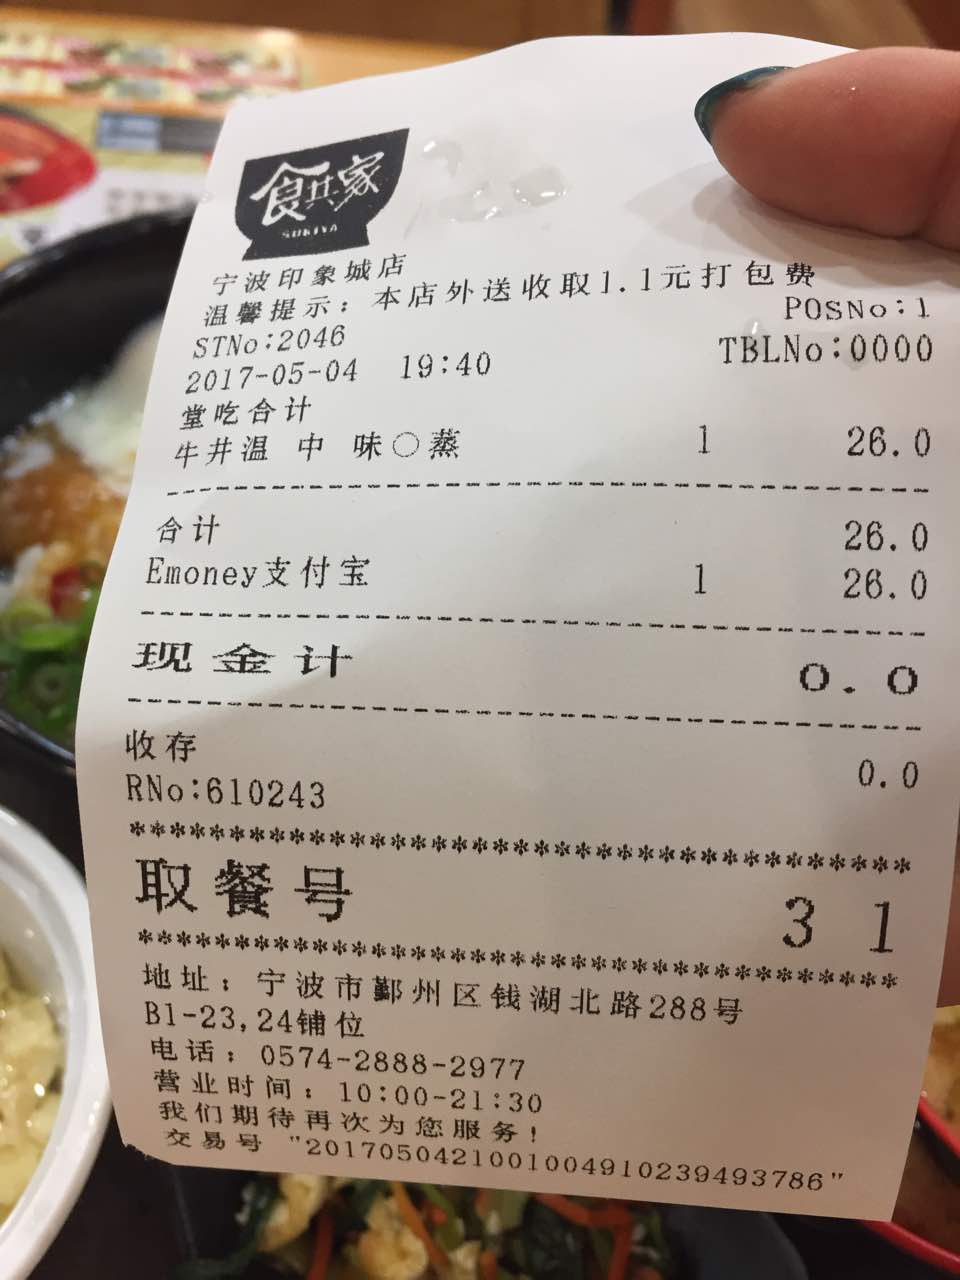 食其家
SUKIYA
宁波印象城店
温馨提示：本店外送收取1.1元打包费
STNo:2046 POSNo:1
2017-05-04 19:40 TBLNo:0000
堂吃合计
牛井温 中 味○蒸 1 26.0
合计 26.0
Emoney支付宝 1 26.0
现金计 0.0
收存 0.0
RNo:610243
取餐号 31
地址：宁波市鄞州区钱湖北路288号
B1-23,24铺位
电话：0574-2888-2977
营业时间：10:00-21:30
我们期待再次为您服务！
交易号 "2017050421001004910239493786"